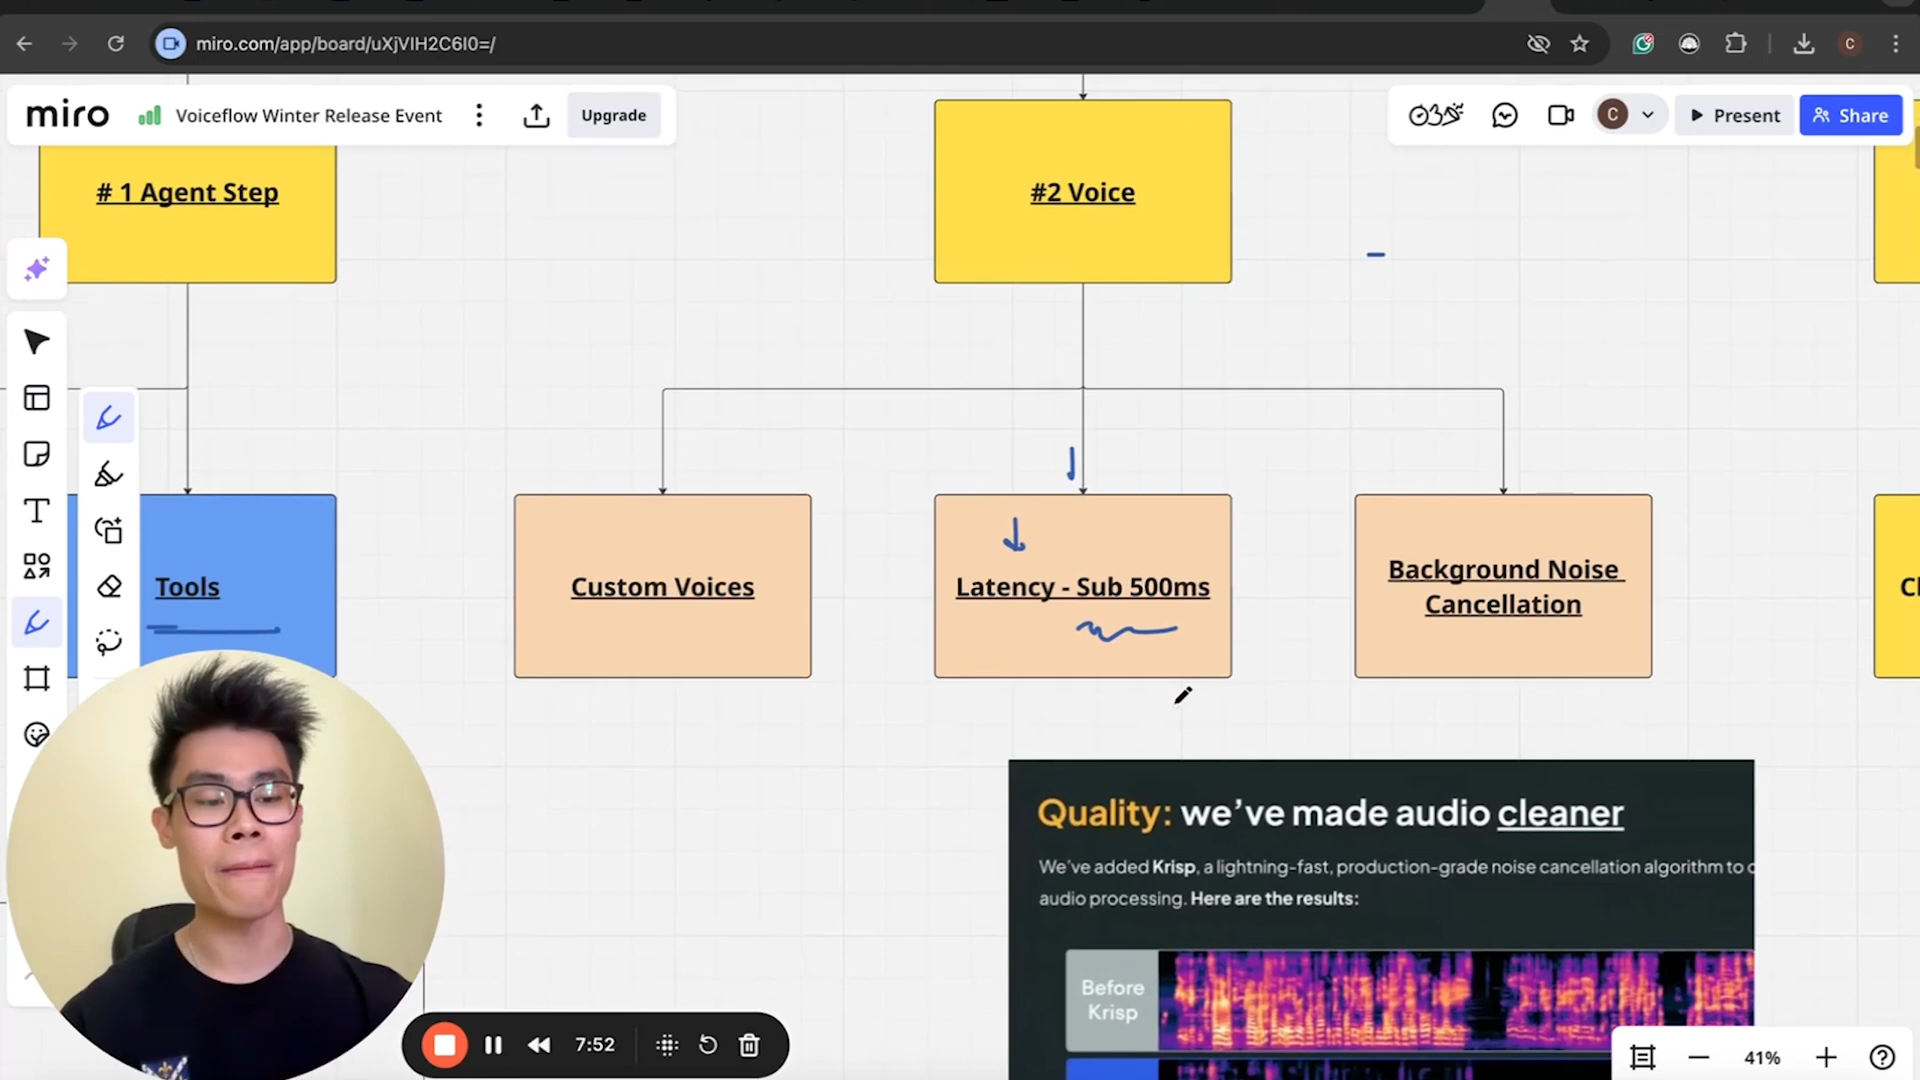 miro.com/app/board/uXjVIH2C6I0=/
C
miro
Voiceflow Winter Release Event
Upgrade
C
Present
Share
# 1 Agent Step
#2 Voice
Tools
Custom Voices
Latency - Sub 500ms
Background Noise
Cancellation
Quality: we’ve made audio cleaner
We’ve added Krisp, a lightning-fast, production-grade noise cancellation algorithm to
audio processing. Here are the results:
Before
Krisp
7:52
41%